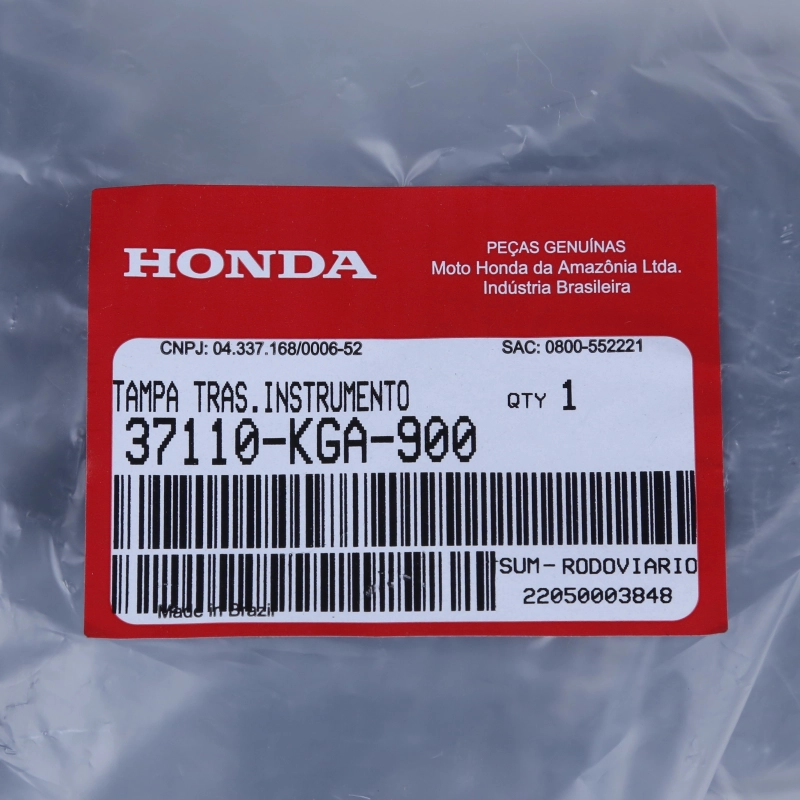 HONDA
PEÇAS GENUÍNAS
Moto Honda da Amazônia Ltda.
Indústria Brasileira
CNPJ: 04.337.168/0006-52
SAC: 0800-552221
TAMPA TRAS.INSTRUMENTO
QTY 1
37110-KGA-900
TSUM-RODOVIARIO
22050003848
Made in Brazil